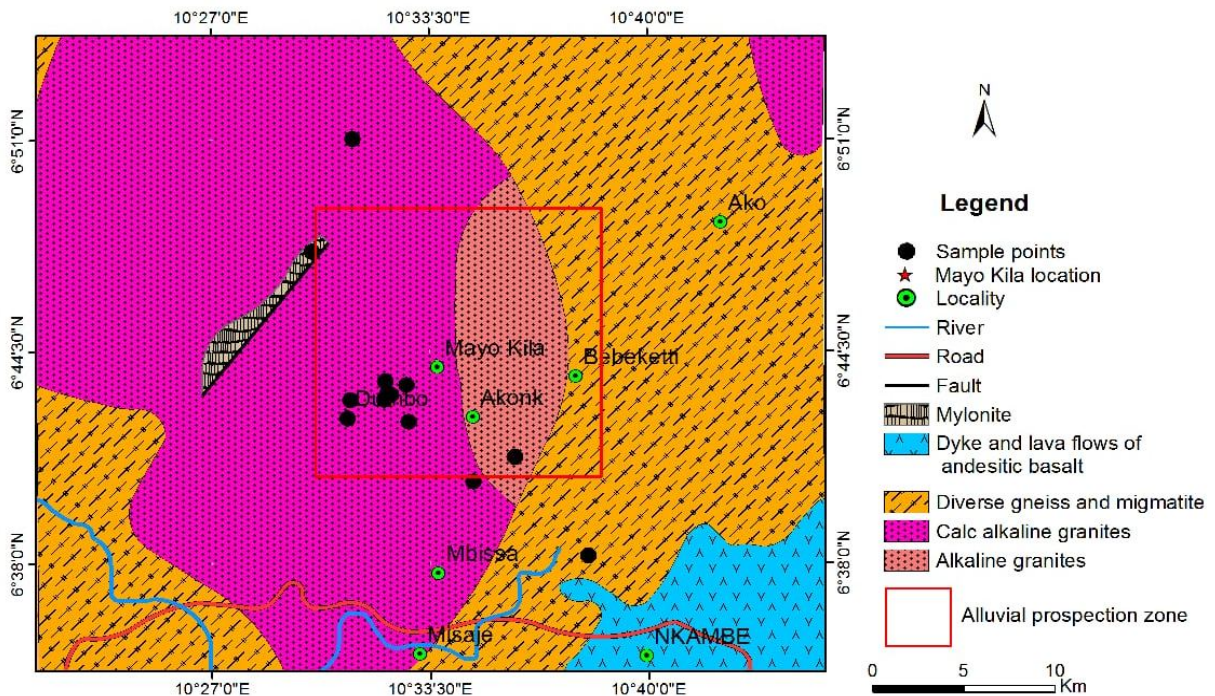 10°27'0"E
10°33'30"E
10°40'0"E
6°51'0"N
6°51'0"N
N
Ako
Legend
Sample points
Mayo Kila location
Locality
River
Road
Fault
Mylonite
Dyke and lava flows of
andesitic basalt
Diverse gneiss and migmatite
Calc alkaline granites
Alkaline granites
Alluvial prospection zone
6°44'30"N
6°44'30"N
Mayo Kila
Akonk
6°38'0"N
6°38'0"N
Mbissa
Misaje
NKAMBE
0
5
10
Km
10°27'0"E
10°33'30"E
10°40'0"E